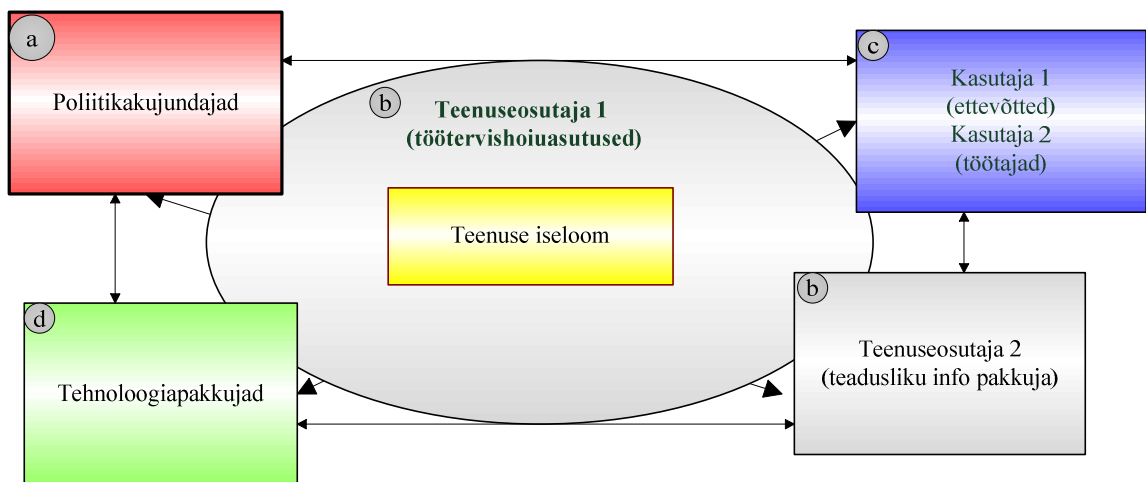 a
Poliitikakujundajad
b
Teenuseosutaja 1
(töötervishoiuasutused)
Teenuse iseloom
c
Kasutaja 1
(ettevõtted)
Kasutaja 2
(töötajad)
d
Tehnoloogiapakkujad
b
Teenuseosutaja 2
(teadusliku info pakkuja)